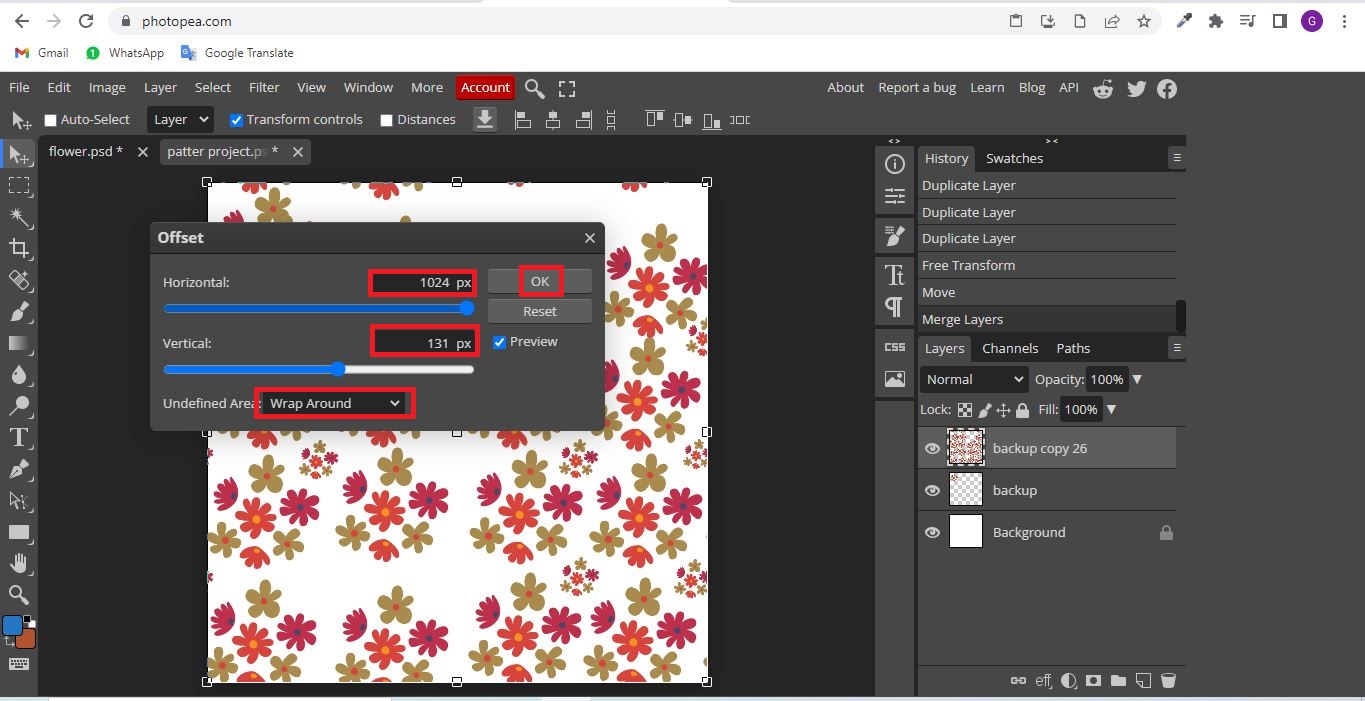 photopea.com
G
Gmail
1 WhatsApp
Google Translate
File Edit Image Layer Select Filter View Window More Account
About Report a bug Learn Blog API
Auto-Select Layer Transform controls Distances
flower.psd *
patter project.ps *
History Swatches
Duplicate Layer
Duplicate Layer
Duplicate Layer
Free Transform
Move
Merge Layers
Offset
Horizontal: 1024 px
OK
Reset
Vertical: 131 px
Preview
Undefined Area: Wrap Around
CSS
Layers Channels Paths
Normal Opacity: 100%
Lock: Fill: 100%
backup copy 26
backup
Background
eff